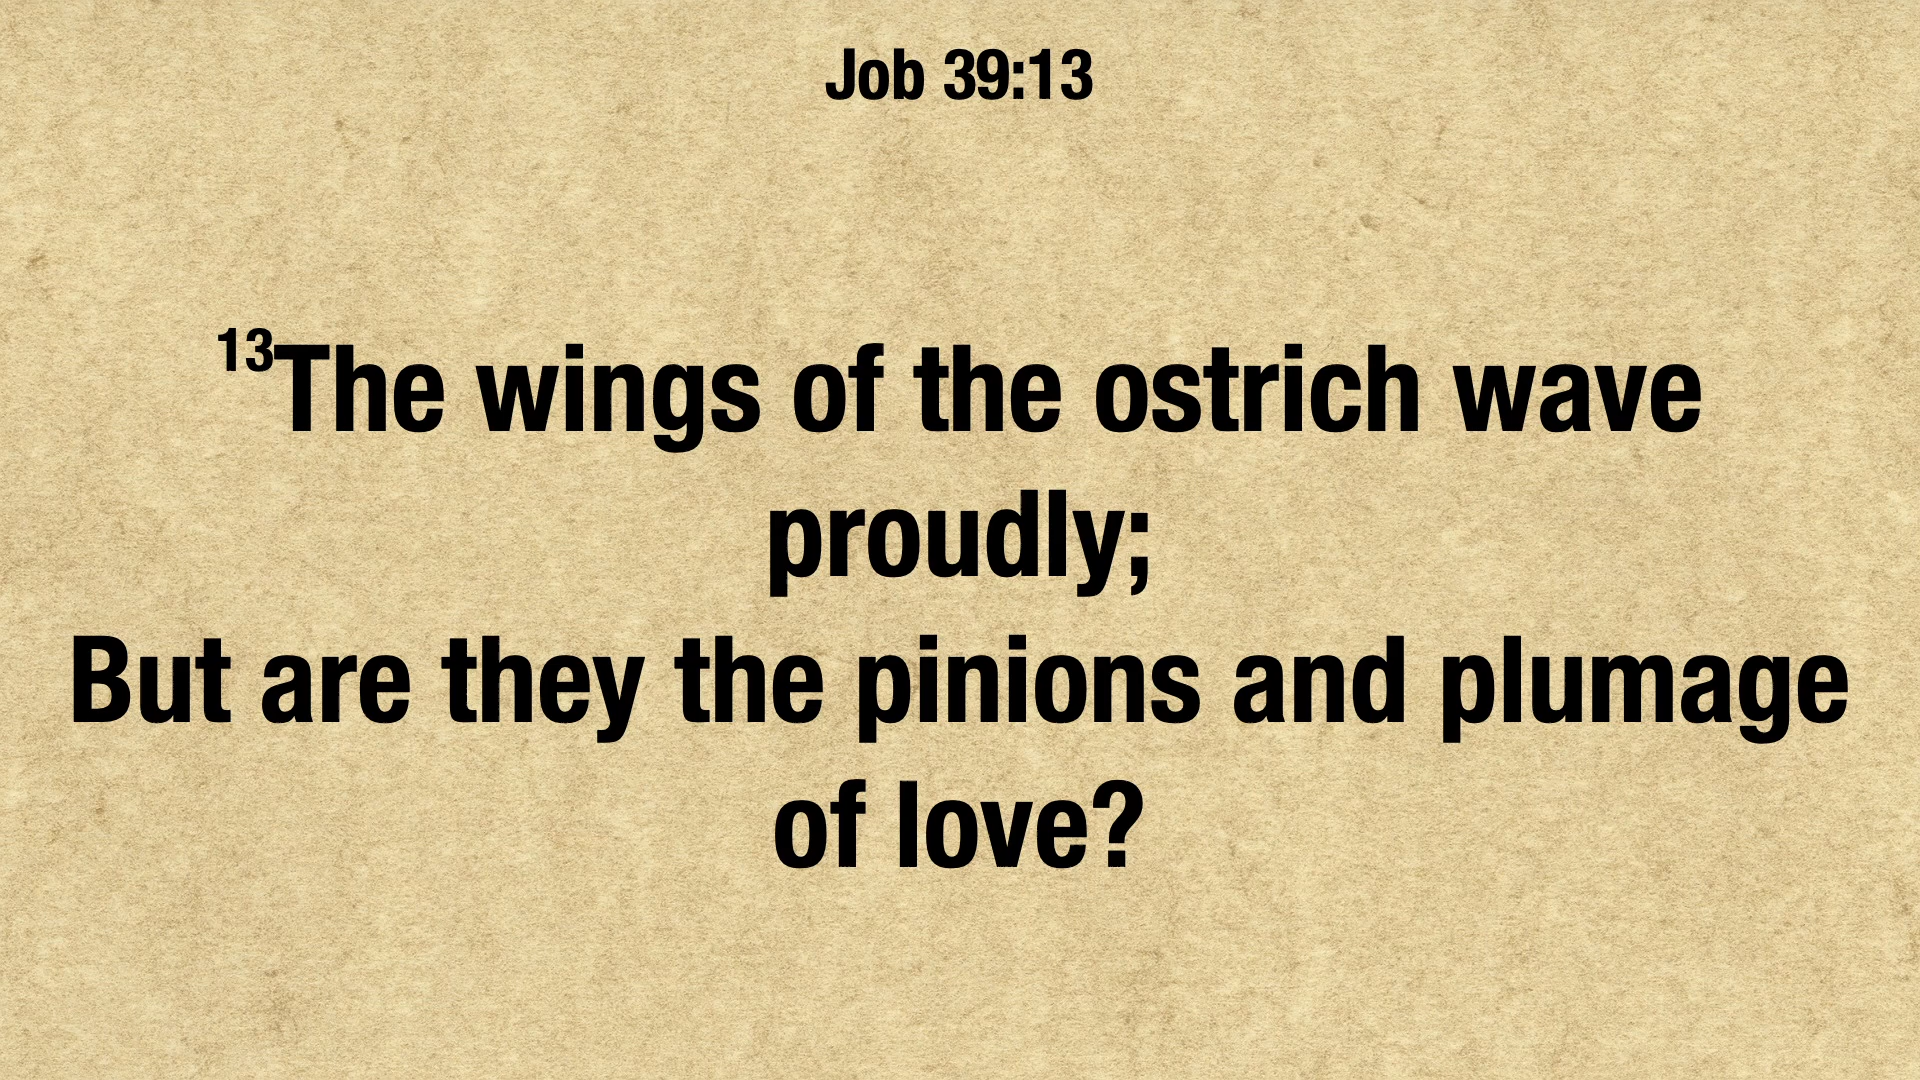 Job 39:13
13The wings of the ostrich wave
proudly;
But are they the pinions and plumage
of love?